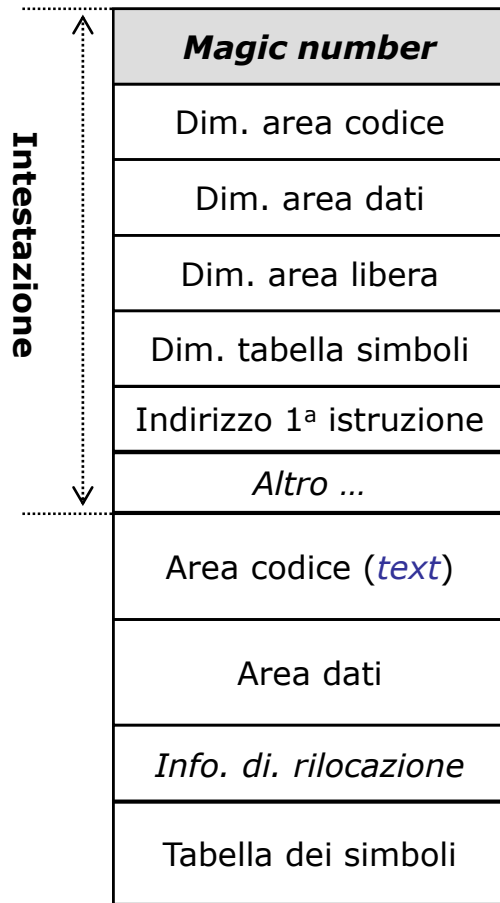 Intestazione
Magic number
Dim. area codice
Dim. area dati
Dim. area libera
Dim. tabella simboli
Indirizzo 1ª istruzione
Altro …
Area codice (text)
Area dati
Info. di. rilocazione
Tabella dei simboli